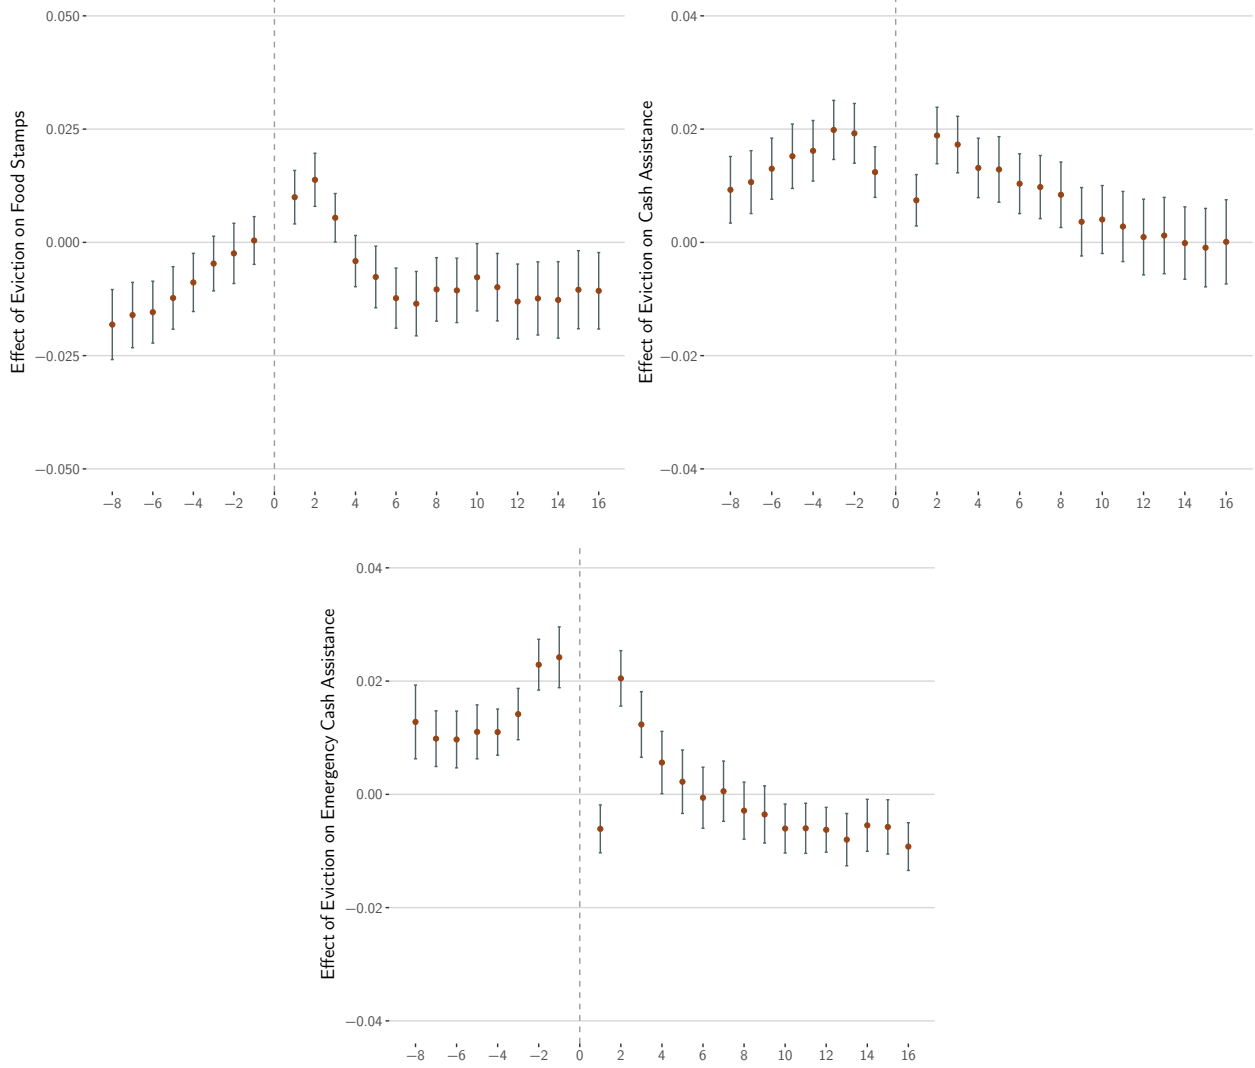 Effect of Eviction on Food Stamps
0.050
0.025
0.000
−0.025
−0.050
−8 −6 −4 −2 0 2 4 6 8 10 12 14 16
Effect of Eviction on Cash Assistance
0.04
0.02
0.00
−0.02
−0.04
−8 −6 −4 −2 0 2 4 6 8 10 12 14 16
Effect of Eviction on Emergency Cash Assistance
0.04
0.02
0.00
−0.02
−0.04
−8 −6 −4 −2 0 2 4 6 8 10 12 14 16